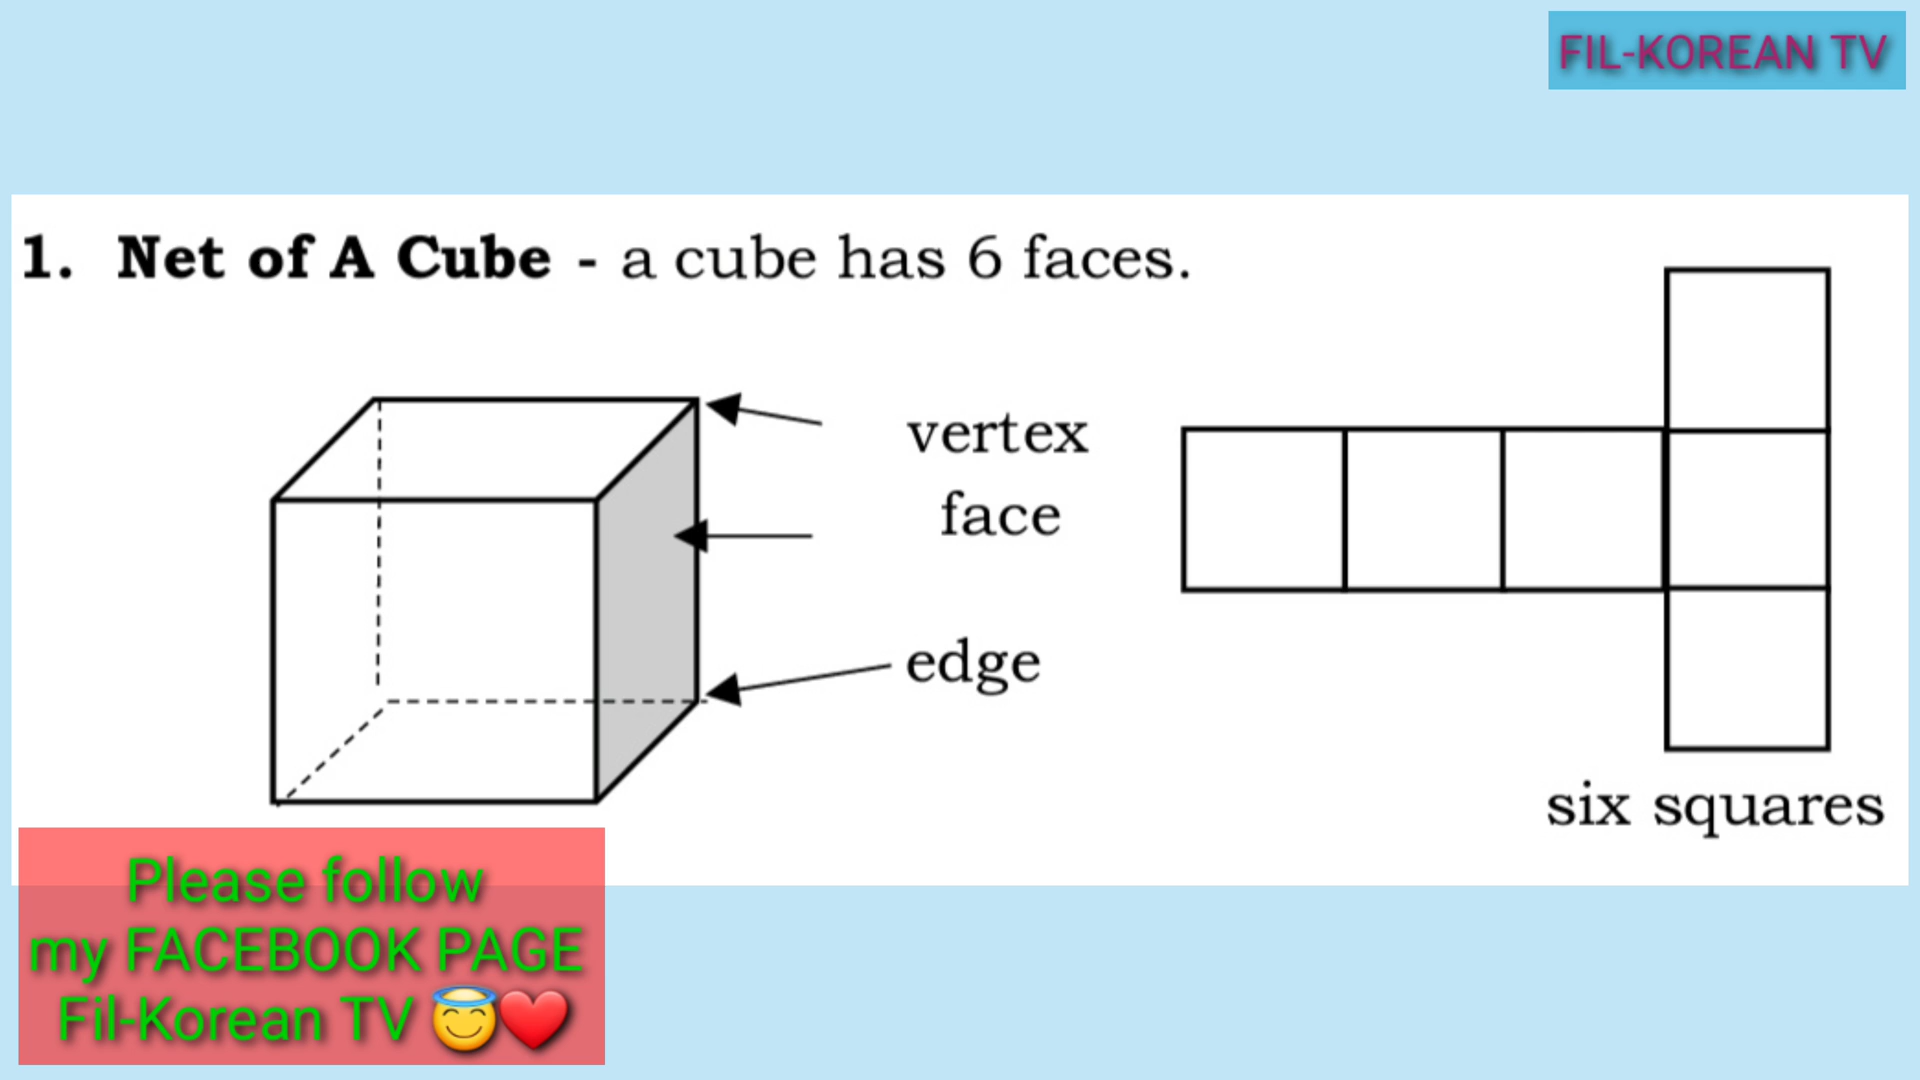 FIL-KOREAN TV
1. Net of A Cube - a cube has 6 faces.
vertex
face
edge
six squares
Please follow
my FACEBOOK PAGE
Fil-Korean TV 😇❤️